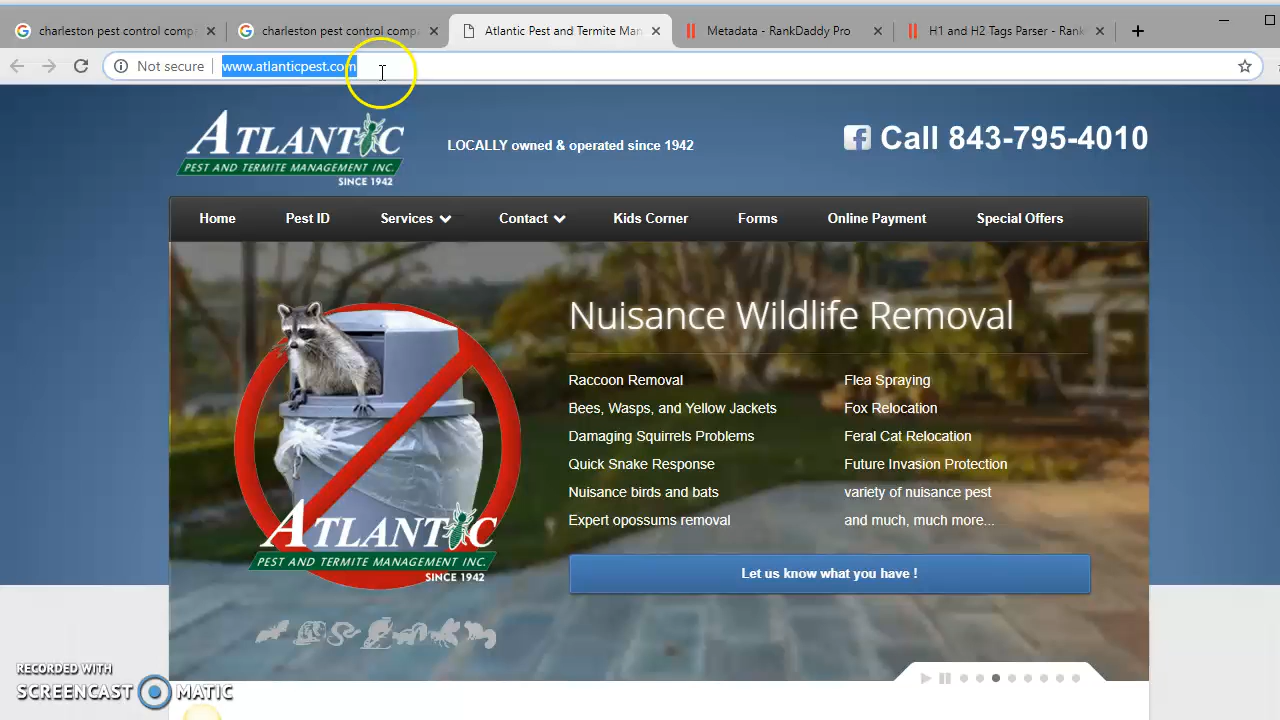 charleston pest control comp
charleston pest control comp
Atlantic Pest and Termite Man
Metadata - RankDaddy Pro
H1 and H2 Tags Parser - Rank
Not secure
www.atlanticpest.com
ATLANTIC
PEST AND TERMITE MANAGEMENT INC.
SINCE 1942
LOCALLY owned & operated since 1942
f Call 843-795-4010
Home
Pest ID
Services
Contact
Kids Corner
Forms
Online Payment
Special Offers
Nuisance Wildlife Removal
Raccoon Removal
Flea Spraying
Bees, Wasps, and Yellow Jackets
Fox Relocation
Damaging Squirrels Problems
Feral Cat Relocation
Quick Snake Response
Future Invasion Protection
Nuisance birds and bats
variety of nuisance pest
Expert opossums removal
and much, much more...
ATLANTIC
PEST AND TERMITE MANAGEMENT INC.
SINCE 1942
Let us know what you have !
RECORDED WITH
SCREENCAST MATIC